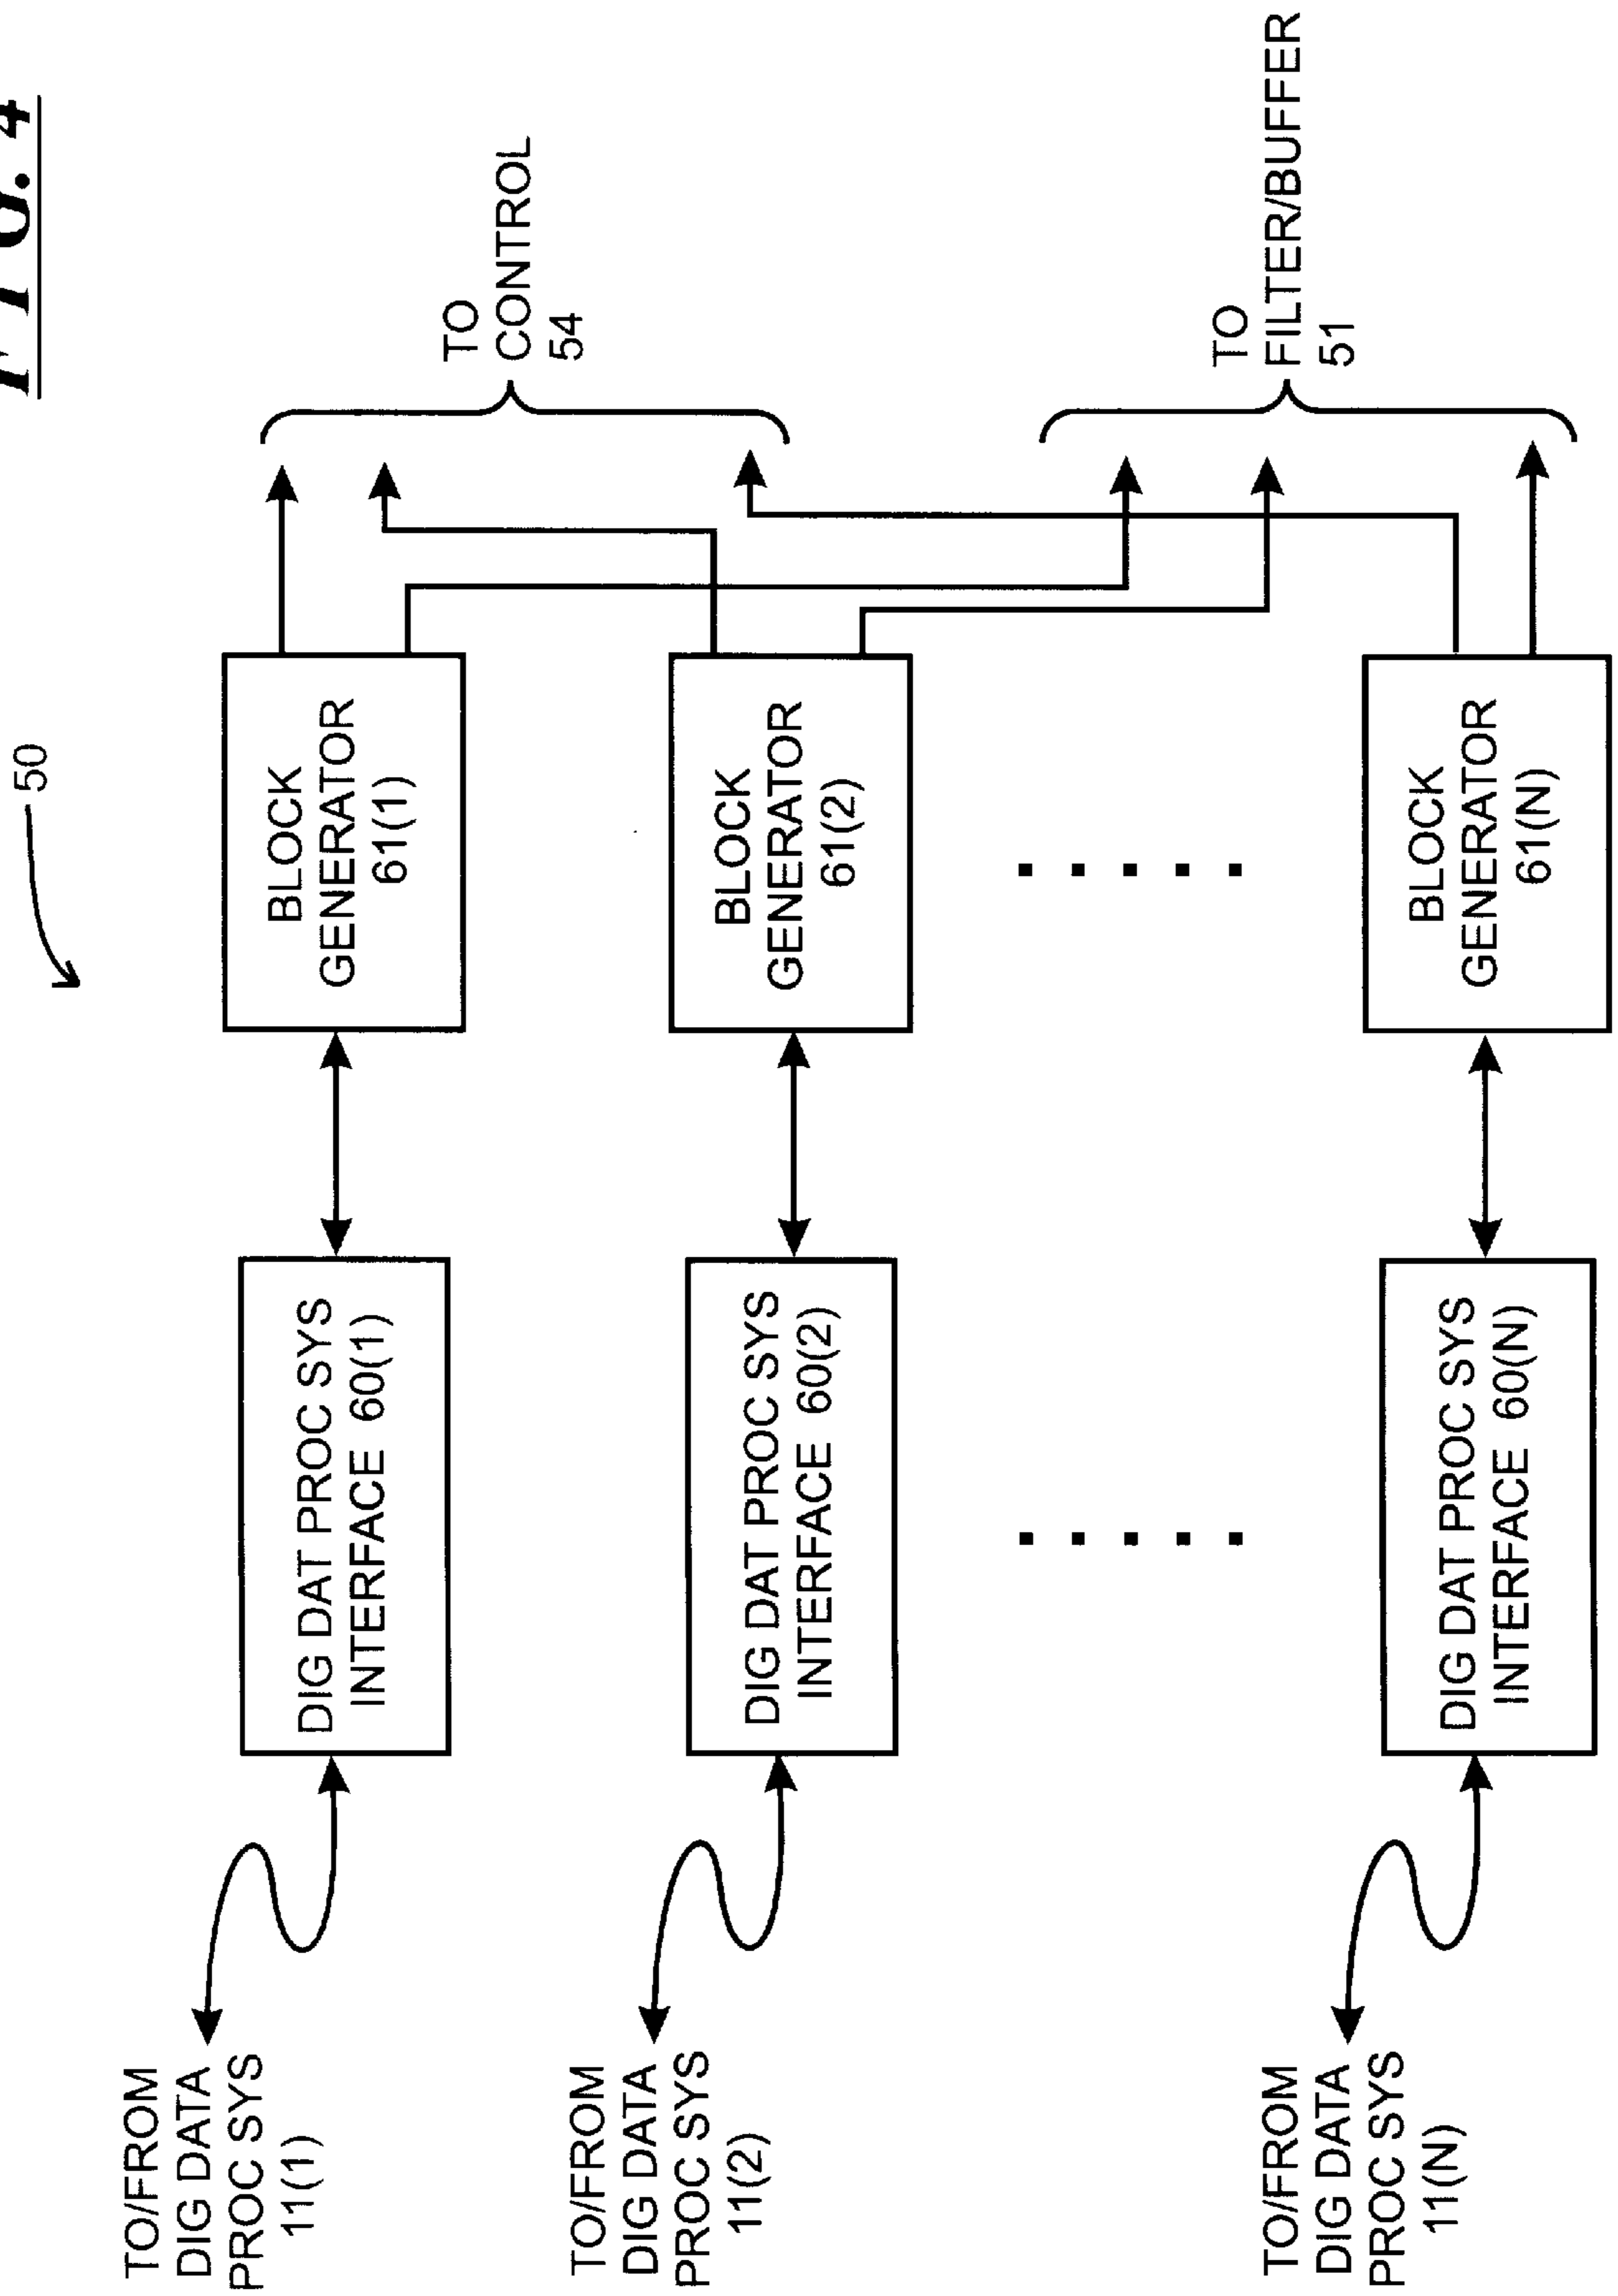 FIG. 4
50
TO/FROM
DIG DATA
PROC SYS
11(1)
DIG DAT PROC SYS
INTERFACE 60(1)
BLOCK
GENERATOR
61(1)
TO
CONTROL
54
TO/FROM
DIG DATA
PROC SYS
11(2)
DIG DAT PROC SYS
INTERFACE 60(2)
BLOCK
GENERATOR
61(2)
TO
FILTER/BUFFER
51
TO/FROM
DIG DATA
PROC SYS
11(N)
DIG DAT PROC SYS
INTERFACE 60(N)
BLOCK
GENERATOR
61(N)